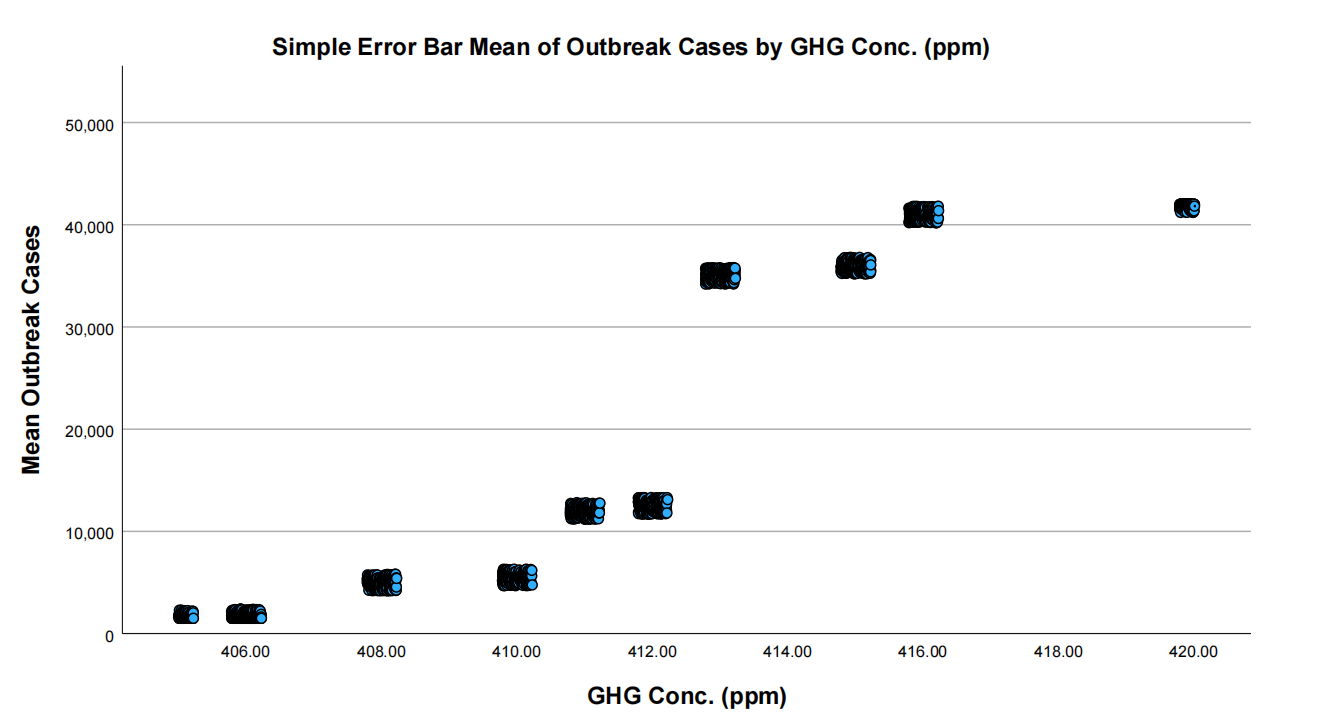 Simple Error Bar Mean of Outbreak Cases by GHG Conc. (ppm)
Mean Outbreak Cases
50,000
40,000
30,000
20,000
10,000
0
406.00 408.00 410.00 412.00 414.00 416.00 418.00 420.00
GHG Conc. (ppm)